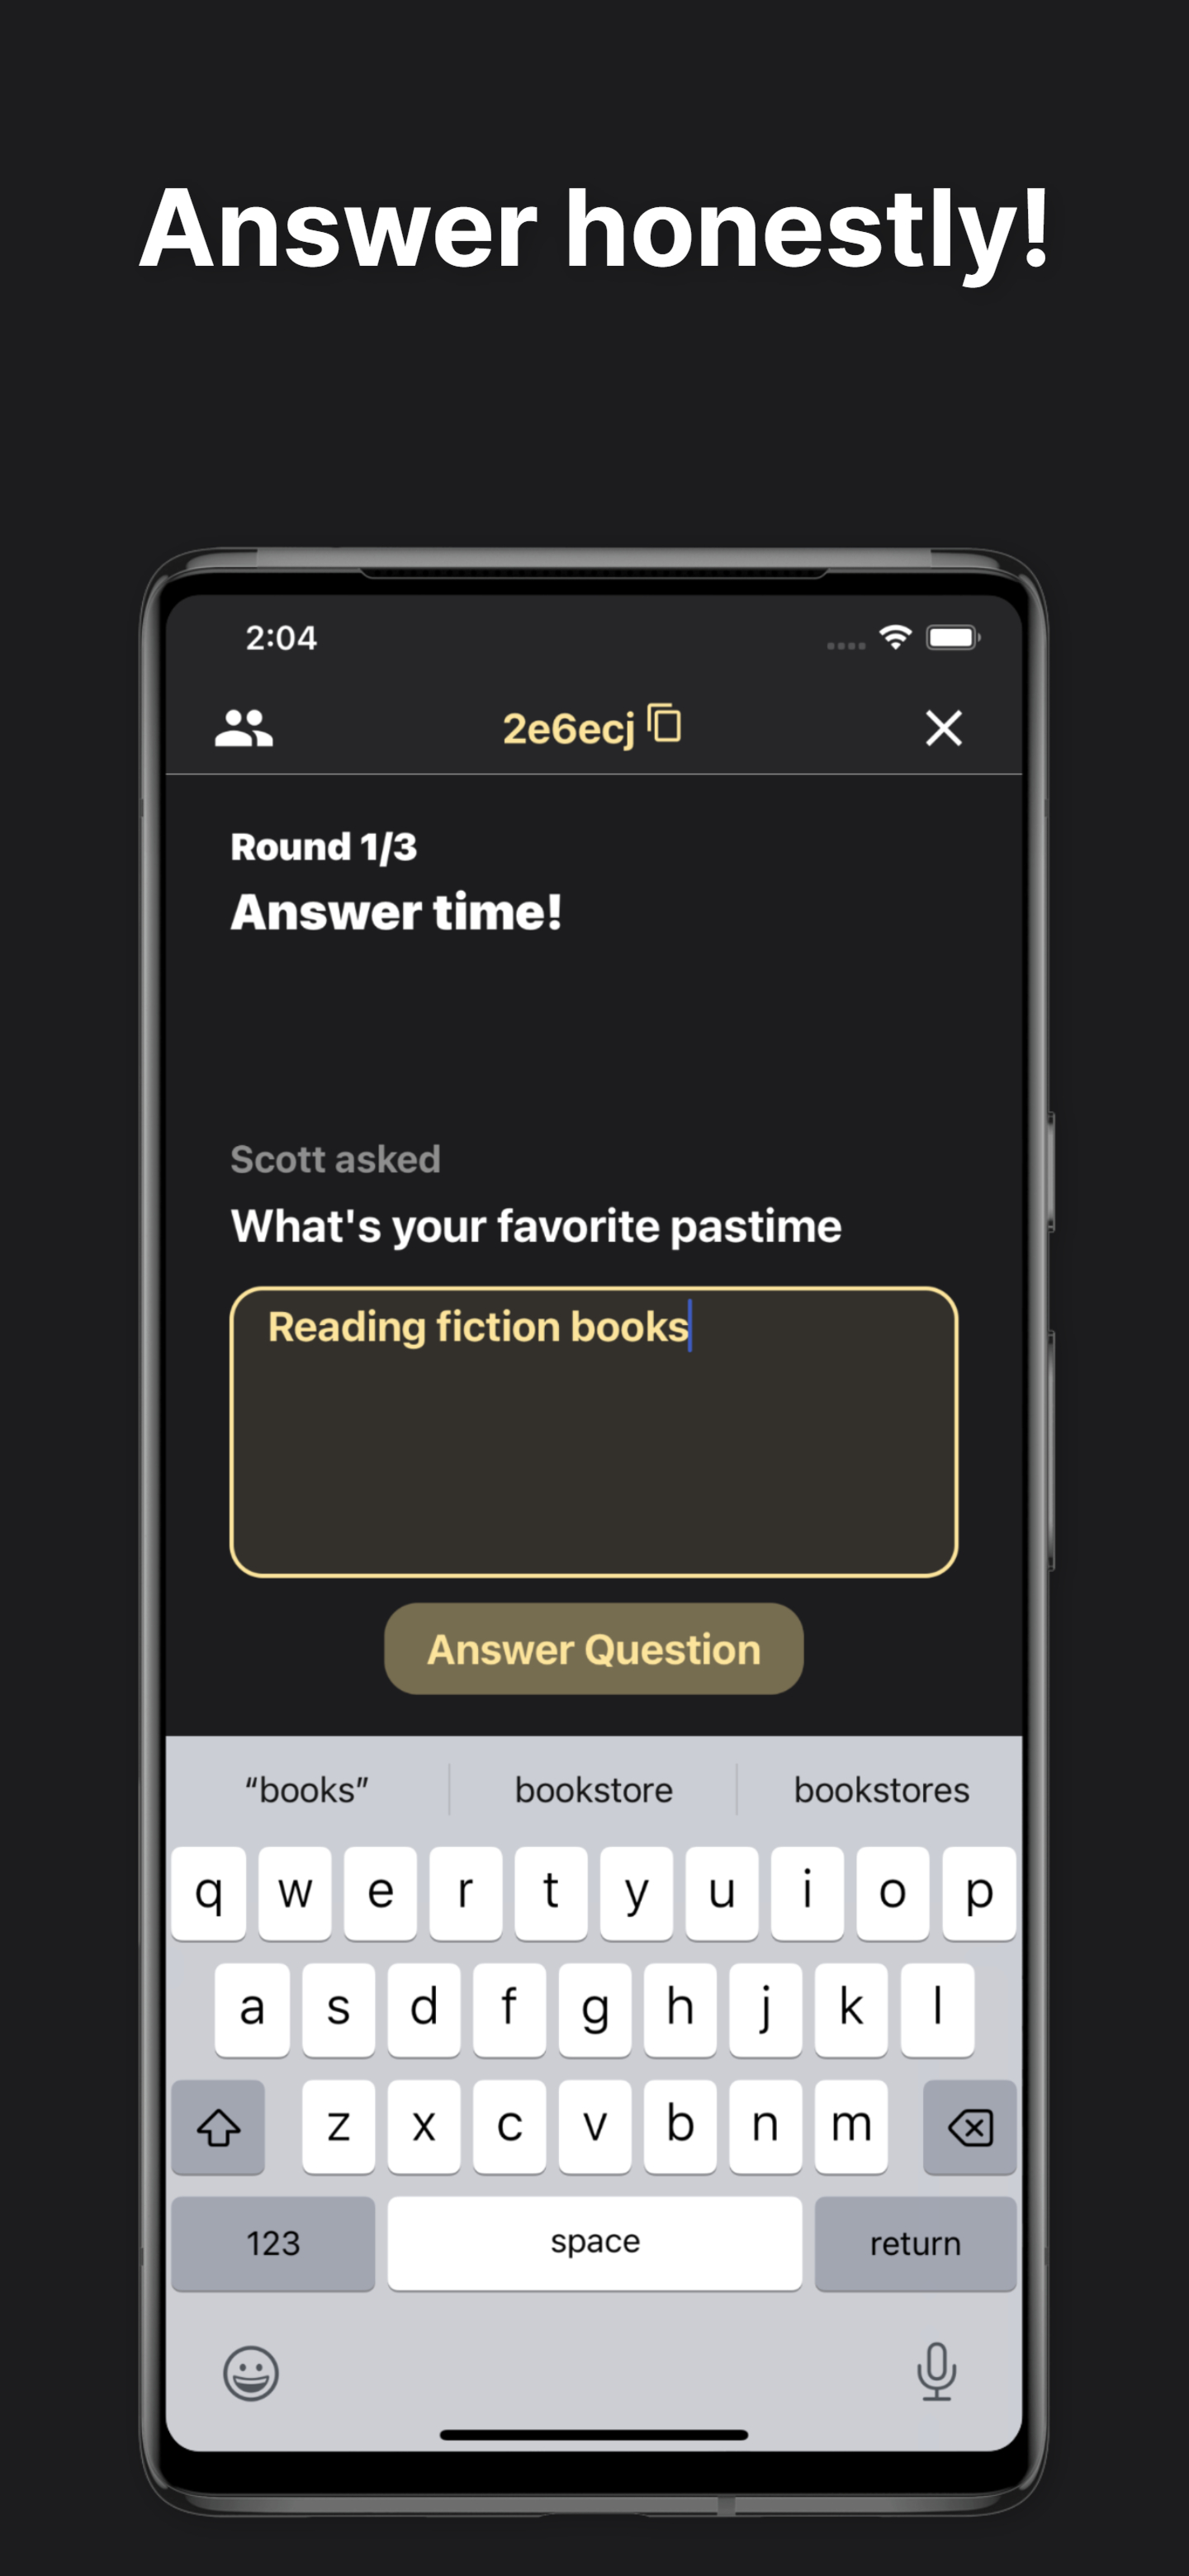 Answer honestly!
2:04
2e6ecj
Round 1/3
Answer time!
Scott asked
What's your favorite pastime
Reading fiction books
Answer Question
“books” bookstore bookstores
q w e r t y u i o p
a s d f g h j k l
z x c v b n m
123 space return